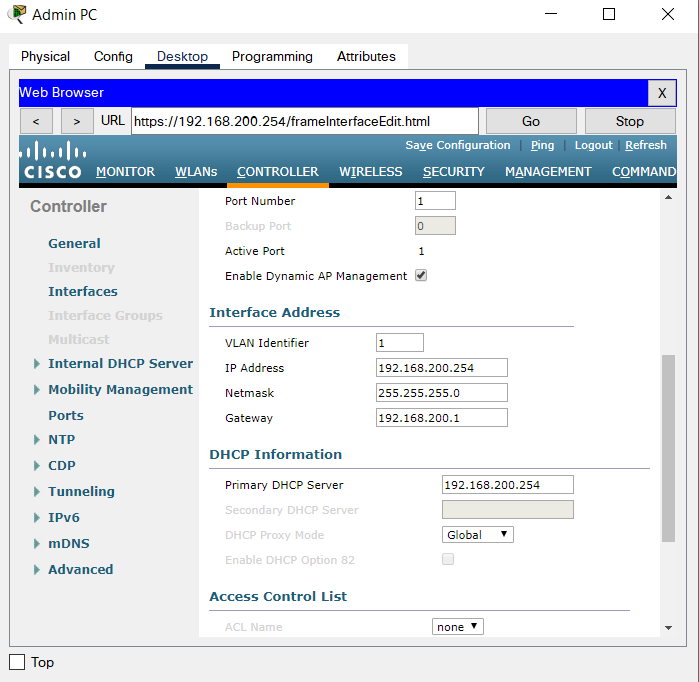 Admin PC
Physical Config Desktop Programming Attributes
Web Browser X
< > URL https://192.168.200.254/frameInterfaceEdit.html Go Stop
Save Configuration | Ping | Logout | Refresh
CISCO MONITOR WLANs CONTROLLER WIRELESS SECURITY MANAGEMENT COMMAND
Controller
General
Inventory
Interfaces
Interface Groups
Multicast
Internal DHCP Server
Mobility Management
Ports
NTP
CDP
Tunneling
IPv6
mDNS
Advanced
Port Number 1
Backup Port 0
Active Port 1
Enable Dynamic AP Management
Interface Address
VLAN Identifier 1
IP Address 192.168.200.254
Netmask 255.255.255.0
Gateway 192.168.200.1
DHCP Information
Primary DHCP Server 192.168.200.254
Secondary DHCP Server
DHCP Proxy Mode Global
Enable DHCP Option 82
Access Control List
ACL Name none
Top